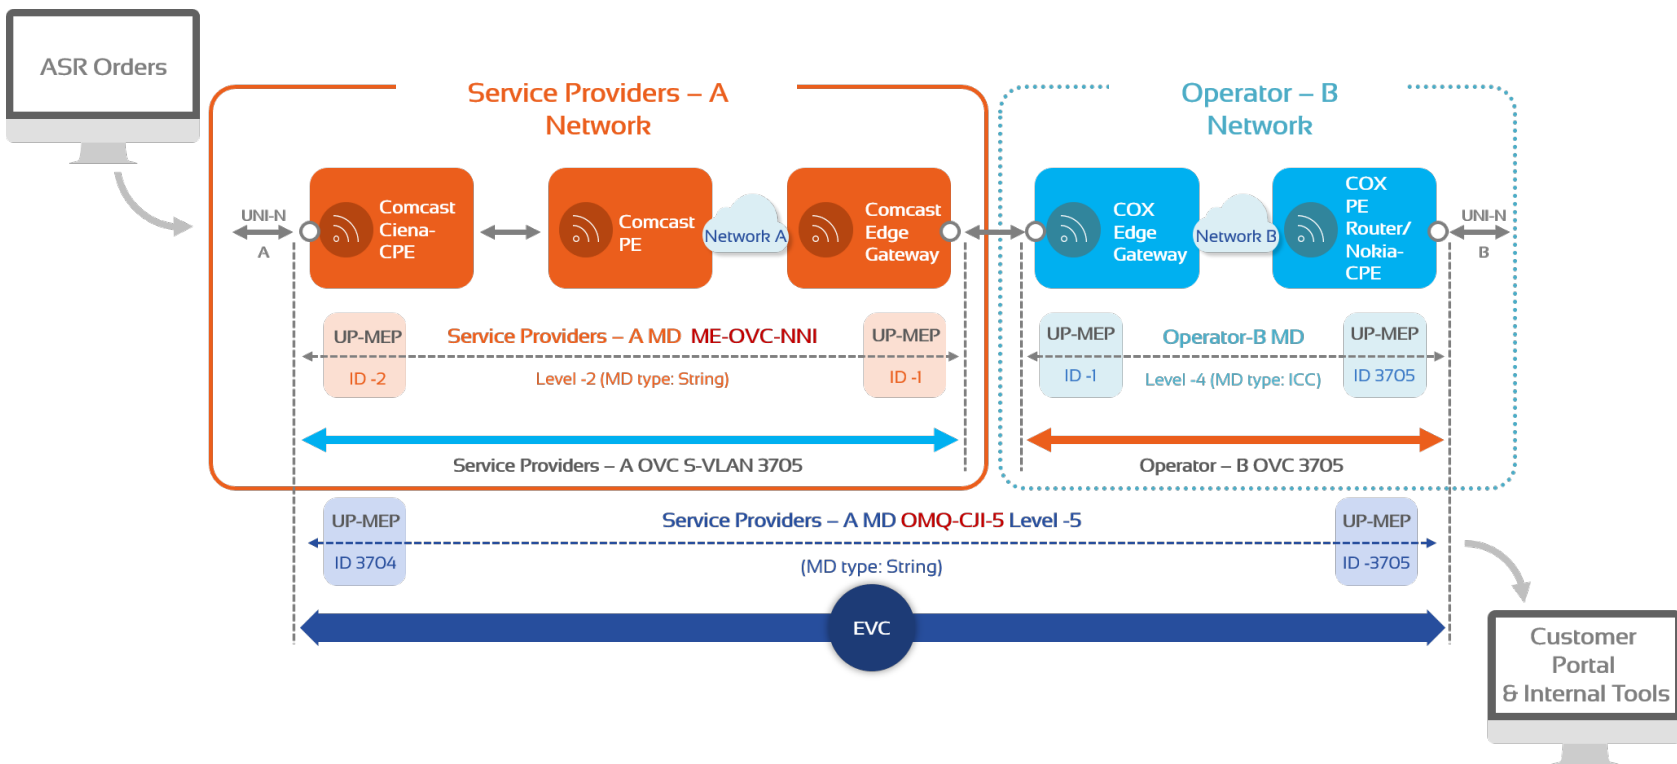 ASR Orders
Service Providers – A
Network
Operator – B
Network
UNI-N
A
Comcast
Ciena-
CPE
Comcast
PE
Network A
Comcast
Edge
Gateway
COX
Edge
Gateway
Network B
COX
PE
Router/
Nokia-
CPE
UNI-N
B
UP-MEP
ID -2
Service Providers – A MD ME-OVC-NNI
Level -2 (MD type: String)
UP-MEP
ID -1
UP-MEP
ID -1
Operator-B MD
Level -4 (MD type: ICC)
UP-MEP
ID 3705
Service Providers – A OVC S-VLAN 3705
Operator – B OVC 3705
UP-MEP
ID 3704
Service Providers – A MD OMQ-CJI-5 Level -5
(MD type: String)
UP-MEP
ID -3705
EVC
Customer
Portal
& Internal Tools